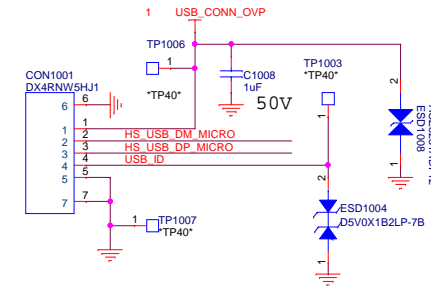 1 USB_CONN_OVP
TP1006
1
*TP40*
C1008
1uF
50V
TP1003
*TP40*
1
2
1
ESD1008
CON1001
DX4RNW5HJ1
6 6
1 1
2 2 HS_USB_DM_MICRO
3 3 HS_USB_DP_MICRO
4 4 USB_ID
5 5
7 7
1 TP1007
*TP40*
2
ESD1004
D5V0X1B2LP-7B
1